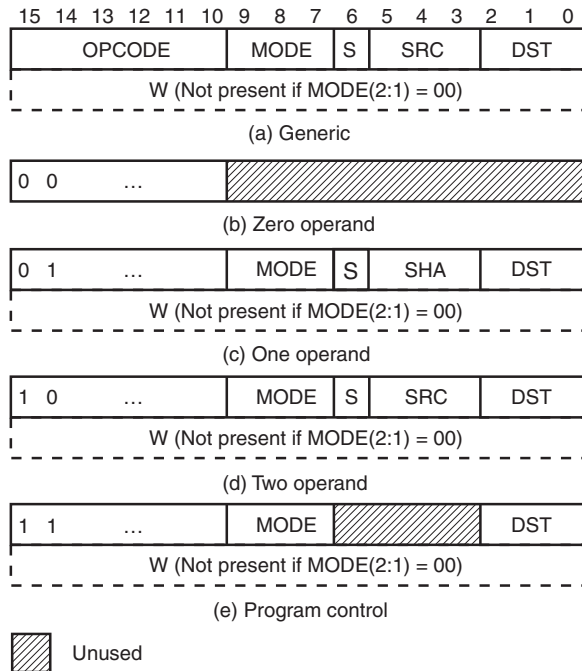 15 14 13 12 11 10 9 8 7 6 5 4 3 2 1 0
OPCODE MODE S SRC DST
W (Not present if MODE(2:1) = 00)
(a) Generic
0 0 ...
(b) Zero operand
0 1 ... MODE S SHA DST
W (Not present if MODE(2:1) = 00)
(c) One operand
1 0 ... MODE S SRC DST
W (Not present if MODE(2:1) = 00)
(d) Two operand
1 1 ... MODE DST
W (Not present if MODE(2:1) = 00)
(e) Program control
Unused